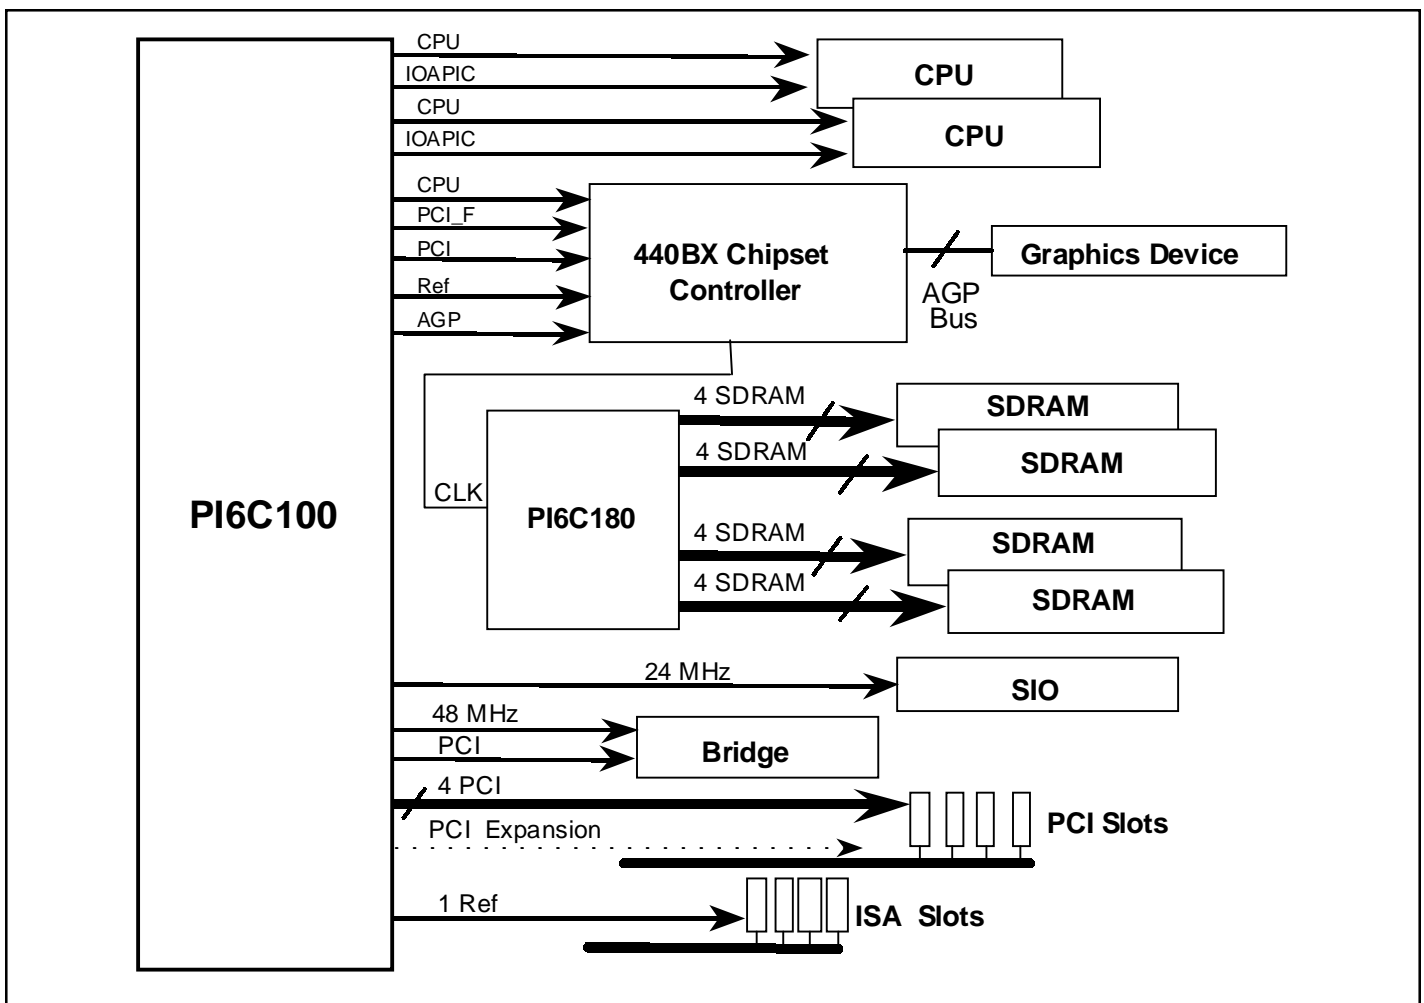 CPU
IOAPIC
CPU
CPU
IOAPIC
CPU
CPU
PCI_F
PCI
Ref
AGP
440BX Chipset
Controller
Graphics Device
AGP
Bus
4 SDRAM
SDRAM
4 SDRAM
SDRAM
CLK
PI6C100
PI6C180
4 SDRAM
SDRAM
4 SDRAM
SDRAM
24 MHz
SIO
48 MHz
PCI
Bridge
4 PCI
PCI Slots
PCI Expansion
1 Ref
ISA Slots